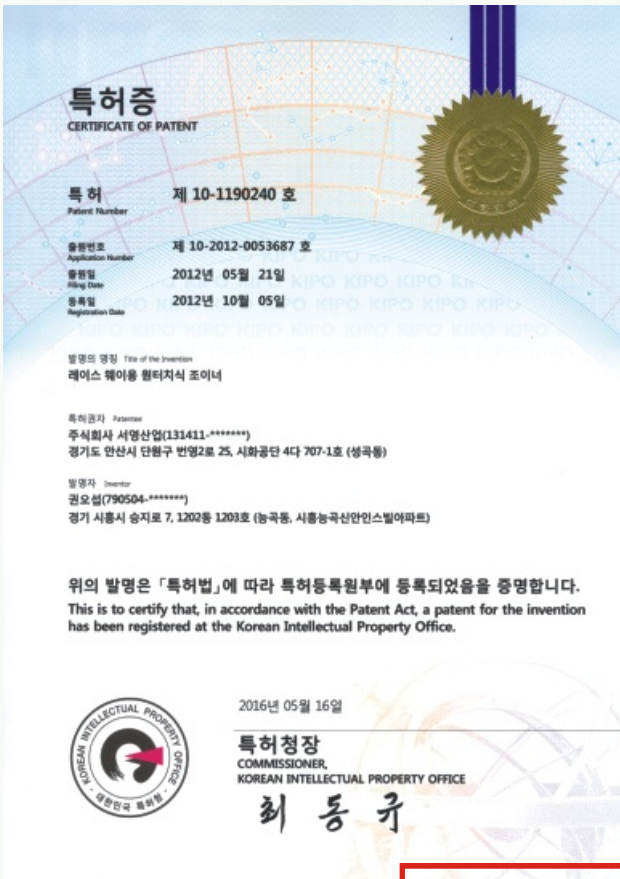 특허증
CERTIFICATE OF PATENT
특 허 제 10-1190240 호
Patent Number
출원번호 제 10-2012-0053687 호
Application Number
출원일 2012년 05월 21일
Filing Date
등록일 2012년 10월 05일
Registration Date
발명의 명칭 Title of the Invention
레이스 웨이용 원터치식 조이너
특허권자 Patentee
주식회사 서영산업(131411-*******)
경기도 안산시 단원구 번영2로 25, 시화공단 4다 707-1호 (성곡동)
발명자 Inventor
권오섭(790504-*******)
경기 시흥시 승지로 7, 1202동 1203호 (능곡동, 시흥능곡신안인스빌아파트)
위의 발명은 「특허법」에 따라 특허등록원부에 등록되었음을 증명합니다.
This is to certify that, in accordance with the Patent Act, a patent for the invention
has been registered at the Korean Intellectual Property Office.
2016년 05월 16일
특허청장
COMMISSIONER,
KOREAN INTELLECTUAL PROPERTY OFFICE
최동규
KOREAN INTELLECTUAL PROPERTY OFFICE
대한민국 특허청
KIPO KIPO KIPO KIPO KIPO KIPO KIPO